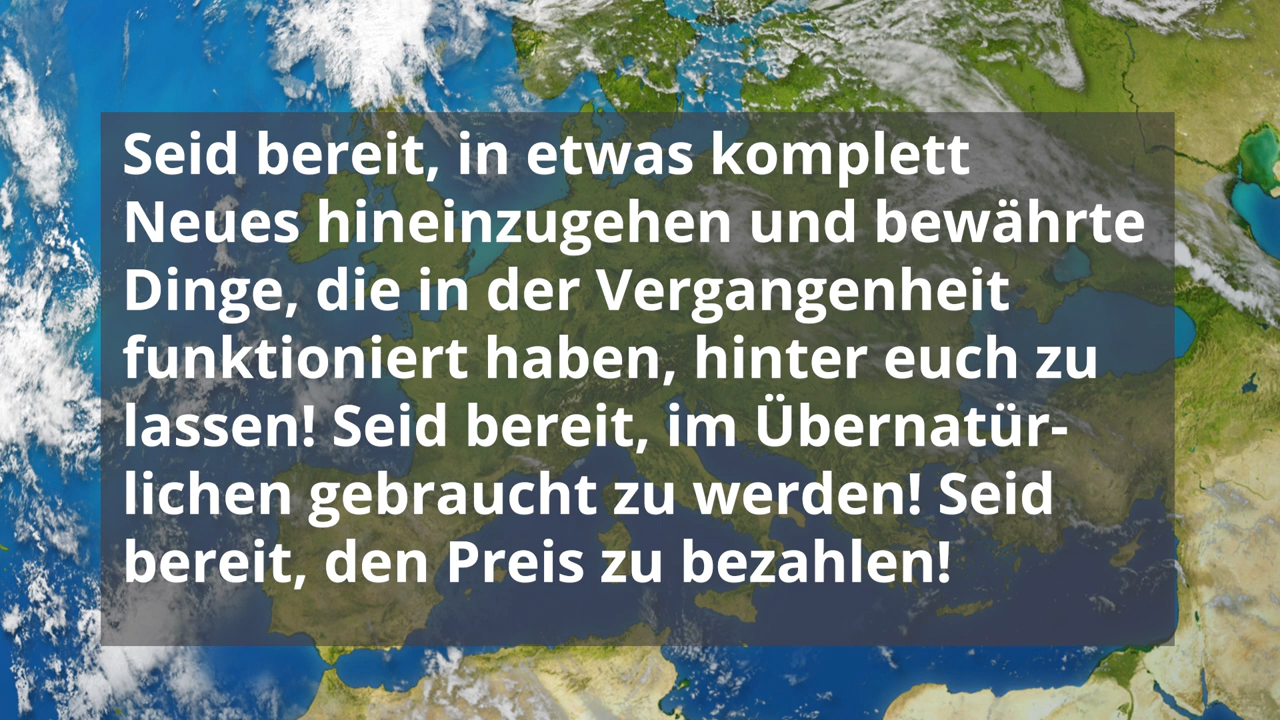 Seid bereit, in etwas komplett
Neues hineinzugehen und bewährte
Dinge, die in der Vergangenheit
funktioniert haben, hinter euch zu
lassen! Seid bereit, im Übernatür-
lichen gebraucht zu werden! Seid
bereit, den Preis zu bezahlen!